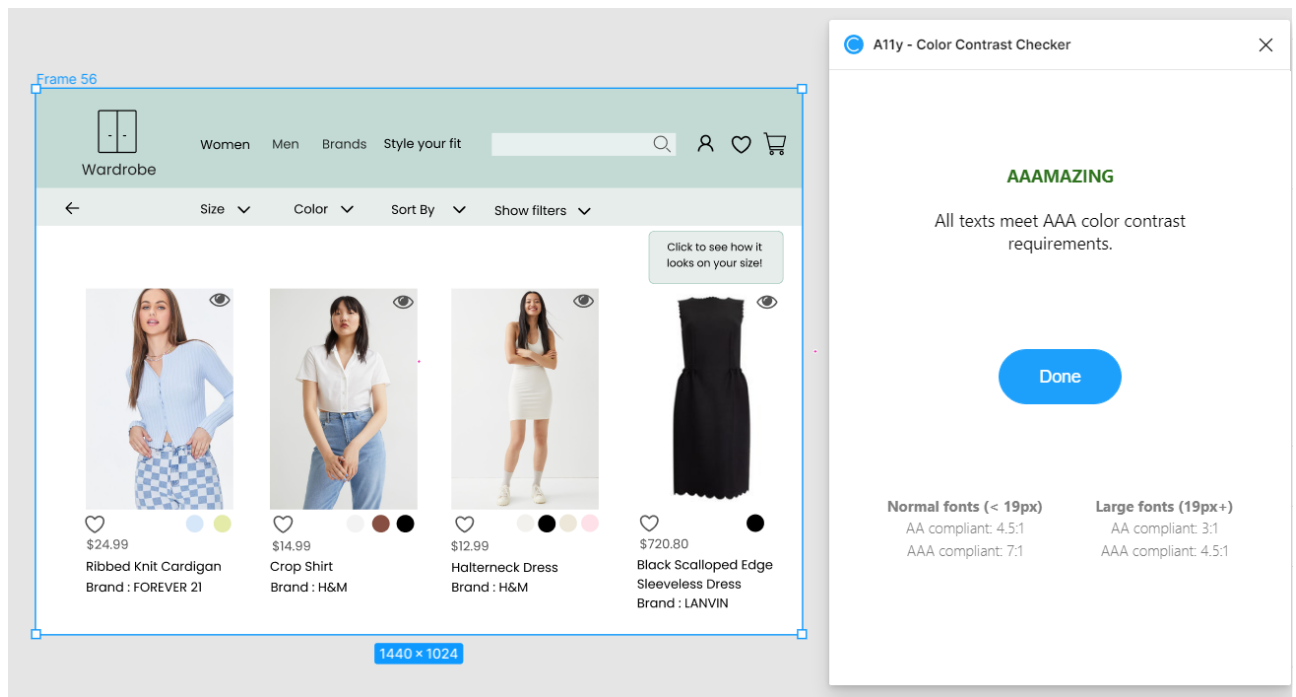 Frame 56
Wardrobe
Women Men Brands Style your fit
Size Color Sort By Show filters
Click to see how it
looks on your size!
$24.99
Ribbed Knit Cardigan
Brand : FOREVER 21
$14.99
Crop Shirt
Brand : H&M
$12.99
Halterneck Dress
Brand : H&M
$720.80
Black Scalloped Edge
Sleeveless Dress
Brand : LANVIN
1440 × 1024
A11y - Color Contrast Checker
AAAMAZING
All texts meet AAA color contrast
requirements.
Done
Normal fonts (< 19px)
AA compliant: 4.5:1
AAA compliant: 7:1
Large fonts (19px+)
AA compliant: 3:1
AAA compliant: 4.5:1